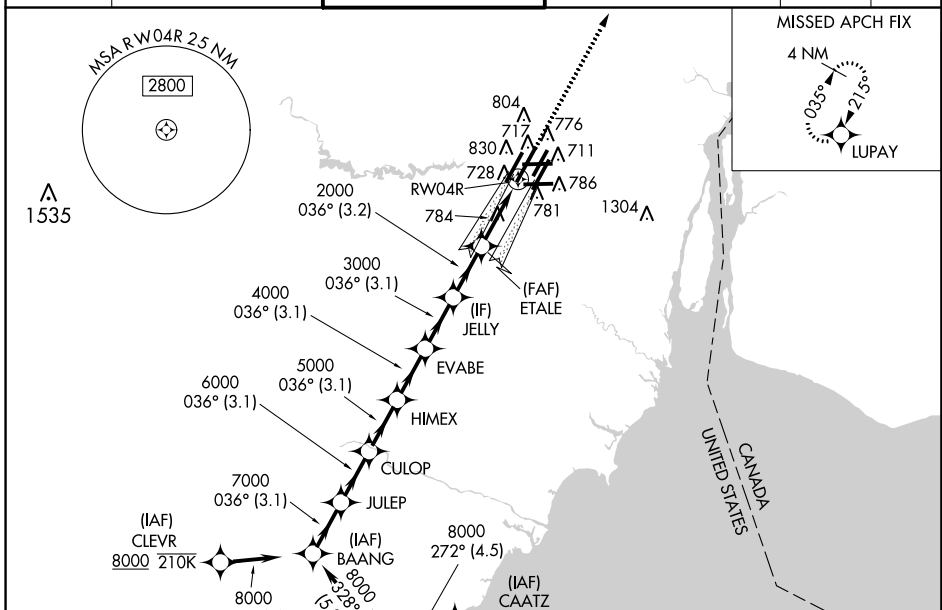 MSA RW04R 25 NM
2800
MISSED APCH FIX
4 NM
035°
215°
LUPAY
1535
804
717
776
830
711
728
786
RW04R
781
784
1304
2000
036° (3.2)
3000
036° (3.1)
(FAF)
ETALE
4000
036° (3.1)
(IF)
JELLY
5000
036° (3.1)
EVABE
6000
036° (3.1)
HIMEX
CULOP
7000
036° (3.1)
JULEP
CANADA
UNITED STATES
(IAF)
CLEVR
8000 210K
(IAF)
BAANG
8000
272° (4.5)
8000
8000
328°
(IAF)
CAATZ